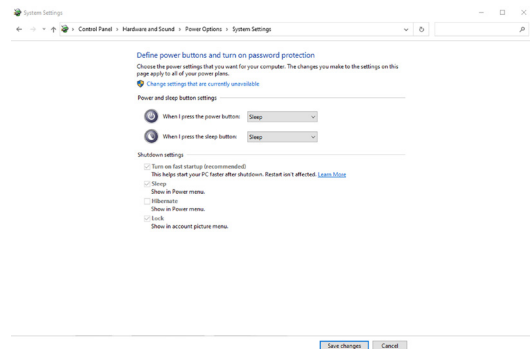 System Settings
Control Panel > Hardware and Sound > Power Options > System Settings
Define power buttons and turn on password protection
Choose the power settings that you want for your computer. The changes you make to the settings on this
page apply to all of your power plans.
Change settings that are currently unavailable
Power and sleep button settings
When I press the power button: Sleep
When I press the sleep button: Sleep
Shutdown settings
Turn on fast startup (recommended)
This helps start your PC faster after shutdown. Restart isn't affected. Learn More
Sleep
Show in Power menu.
Hibernate
Show in Power menu.
Lock
Show in account picture menu.
Save changes Cancel